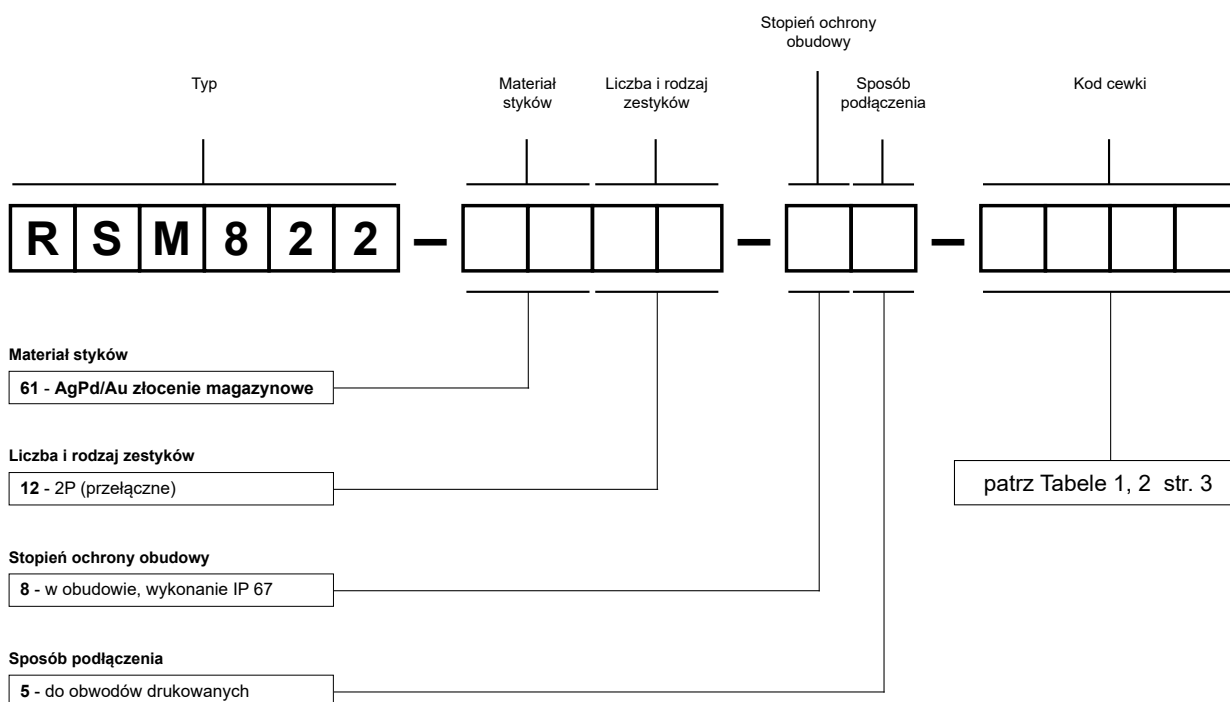 Stopień ochrony
obudowy
Typ
Materiał
styków
Liczba i rodzaj
zestyków
Sposób
podłączenia
Kod cewki
R S M 8 2 2 – – –
Materiał styków
61 - AgPd/Au złocenie magazynowe
Liczba i rodzaj zestyków
12 - 2P (przełączne)
patrz Tabele 1, 2 str. 3
Stopień ochrony obudowy
8 - w obudowie, wykonanie IP 67
Sposób podłączenia
5 - do obwodów drukowanych